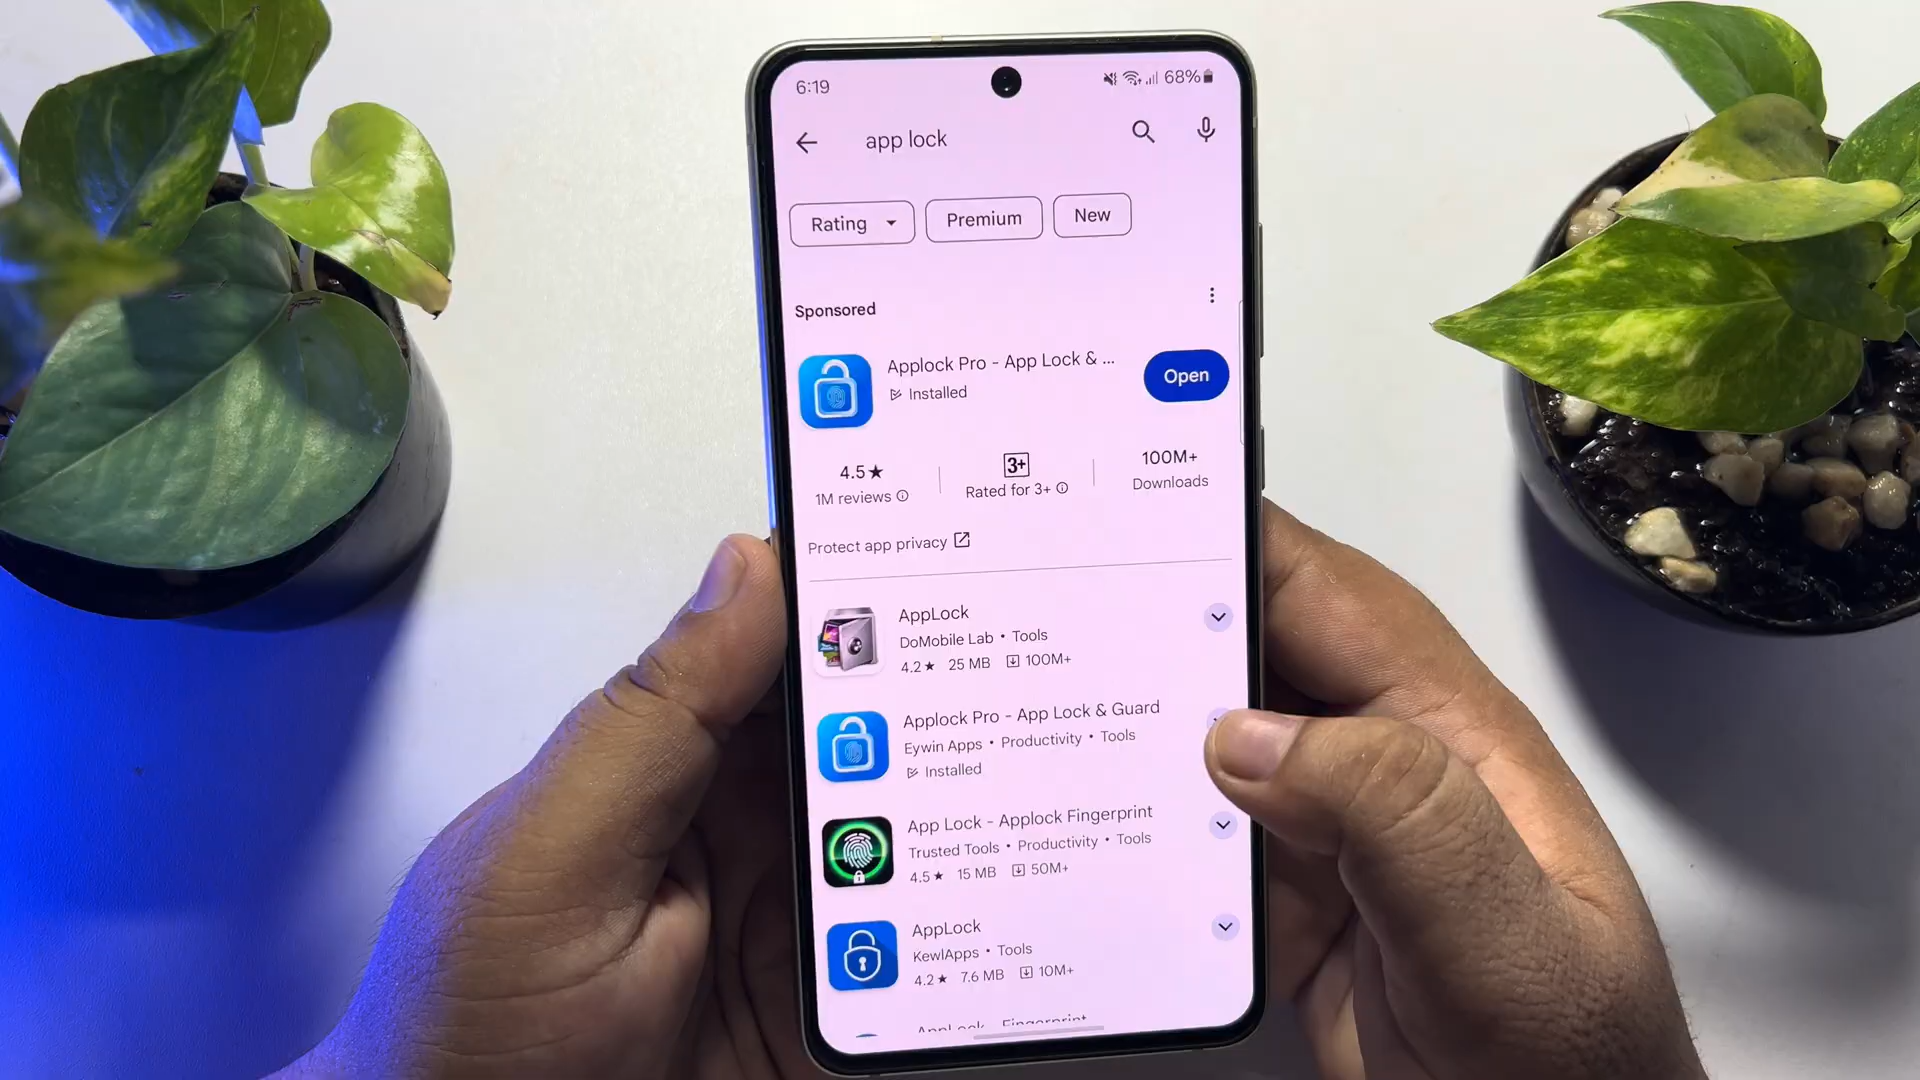 6:19
68%
app lock
Rating
Premium
New
Sponsored
Applock Pro - App Lock & ...
Installed
Open
4.5★
1M reviews
3+
Rated for 3+
100M+
Downloads
Protect app privacy
AppLock
DoMobile Lab • Tools
4.2★ 25 MB 100M+
Applock Pro - App Lock & Guard
Eywin Apps • Productivity • Tools
Installed
App Lock - Applock Fingerprint
Trusted Tools • Productivity • Tools
4.5★ 15 MB 50M+
AppLock
KewlApps • Tools
4.2★ 7.6 MB 10M+
AppLock - Fingerprint